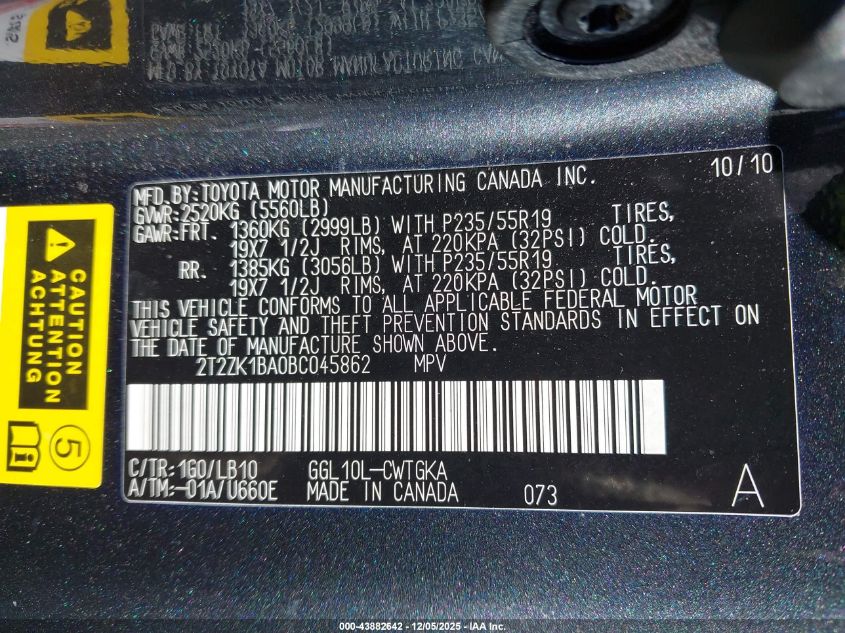 10/10
MFD.BY:TOYOTA MOTOR MANUFACTURING CANADA INC.
GVWR:2520KG (5560LB)
GAWR:FRT. 1360KG (2999LB) WITH P235/55R19 TIRES,
19X7 1/2J RIMS, AT 220KPA (32PSI) COLD.
RR. 1385KG (3056LB) WITH P235/55R19 TIRES,
19X7 1/2J RIMS, AT 220KPA (32PSI) COLD.
THIS VEHICLE CONFORMS TO ALL APPLICABLE FEDERAL MOTOR
VEHICLE SAFETY AND THEFT PREVENTION STANDARDS IN EFFECT ON
THE DATE OF MANUFACTURE SHOWN ABOVE.
2T2ZK1BA0BC045862 MPV
C/TR:1G0/LB10 GGL10L-CWTGKA
A/TM:-01A/U660E MADE IN CANADA 073 A
CAUTION
ATTENTION
ACHTUNG
5
000-43882642 - 12/05/2025 - IAA Inc.